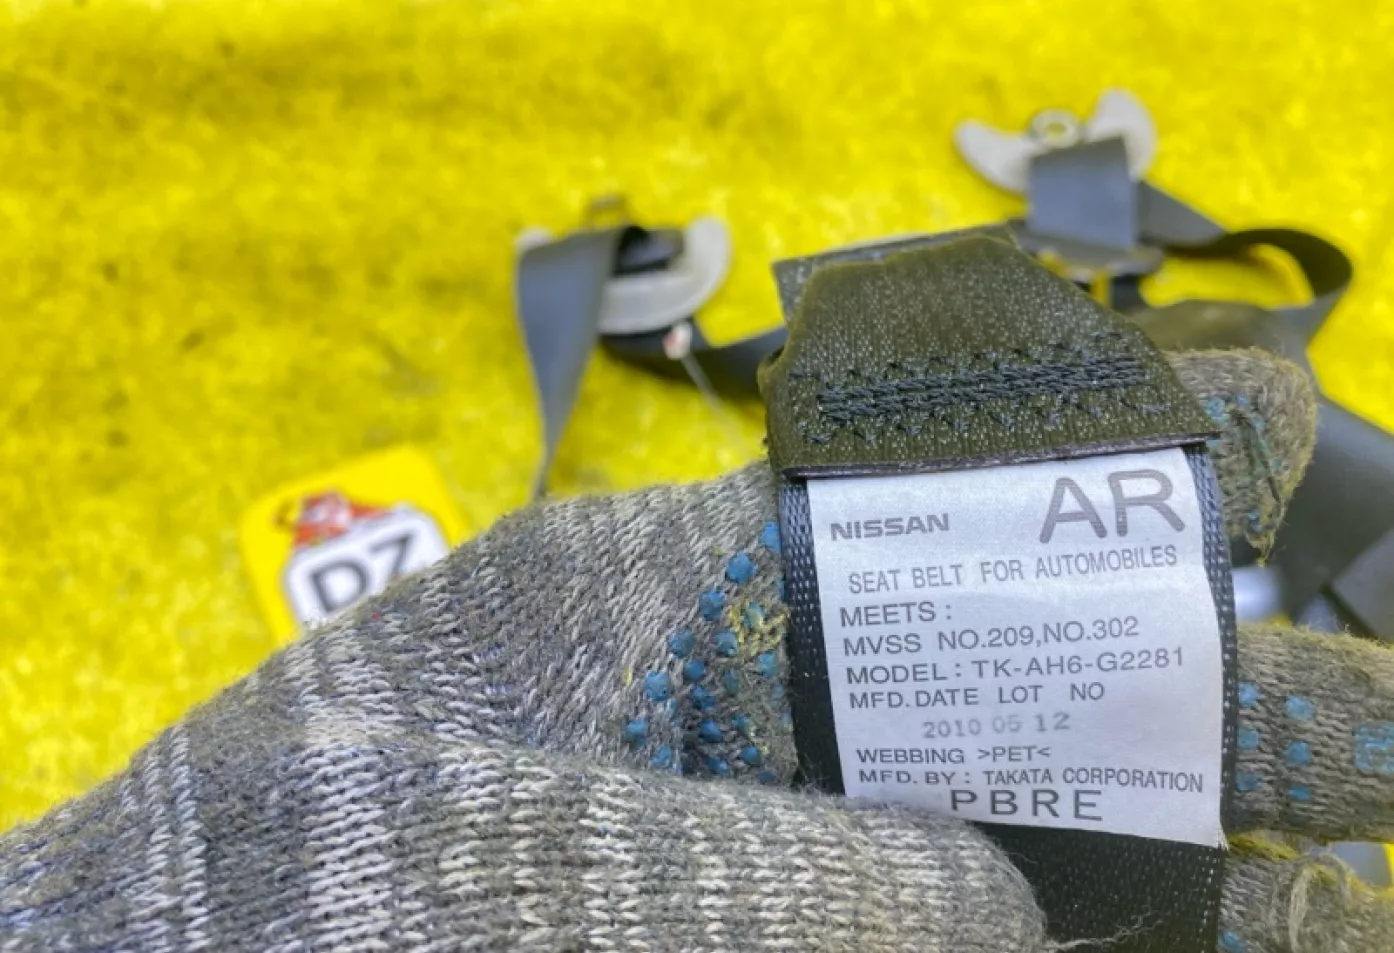 DZ
NISSAN AR
SEAT BELT FOR AUTOMOBILES
MEETS :
MVSS NO.209,NO.302
MODEL : TK-AH6-G2281
MFD.DATE LOT NO
2010 05 12
WEBBING >PET<
MFD. BY : TAKATA CORPORATION
PBRE